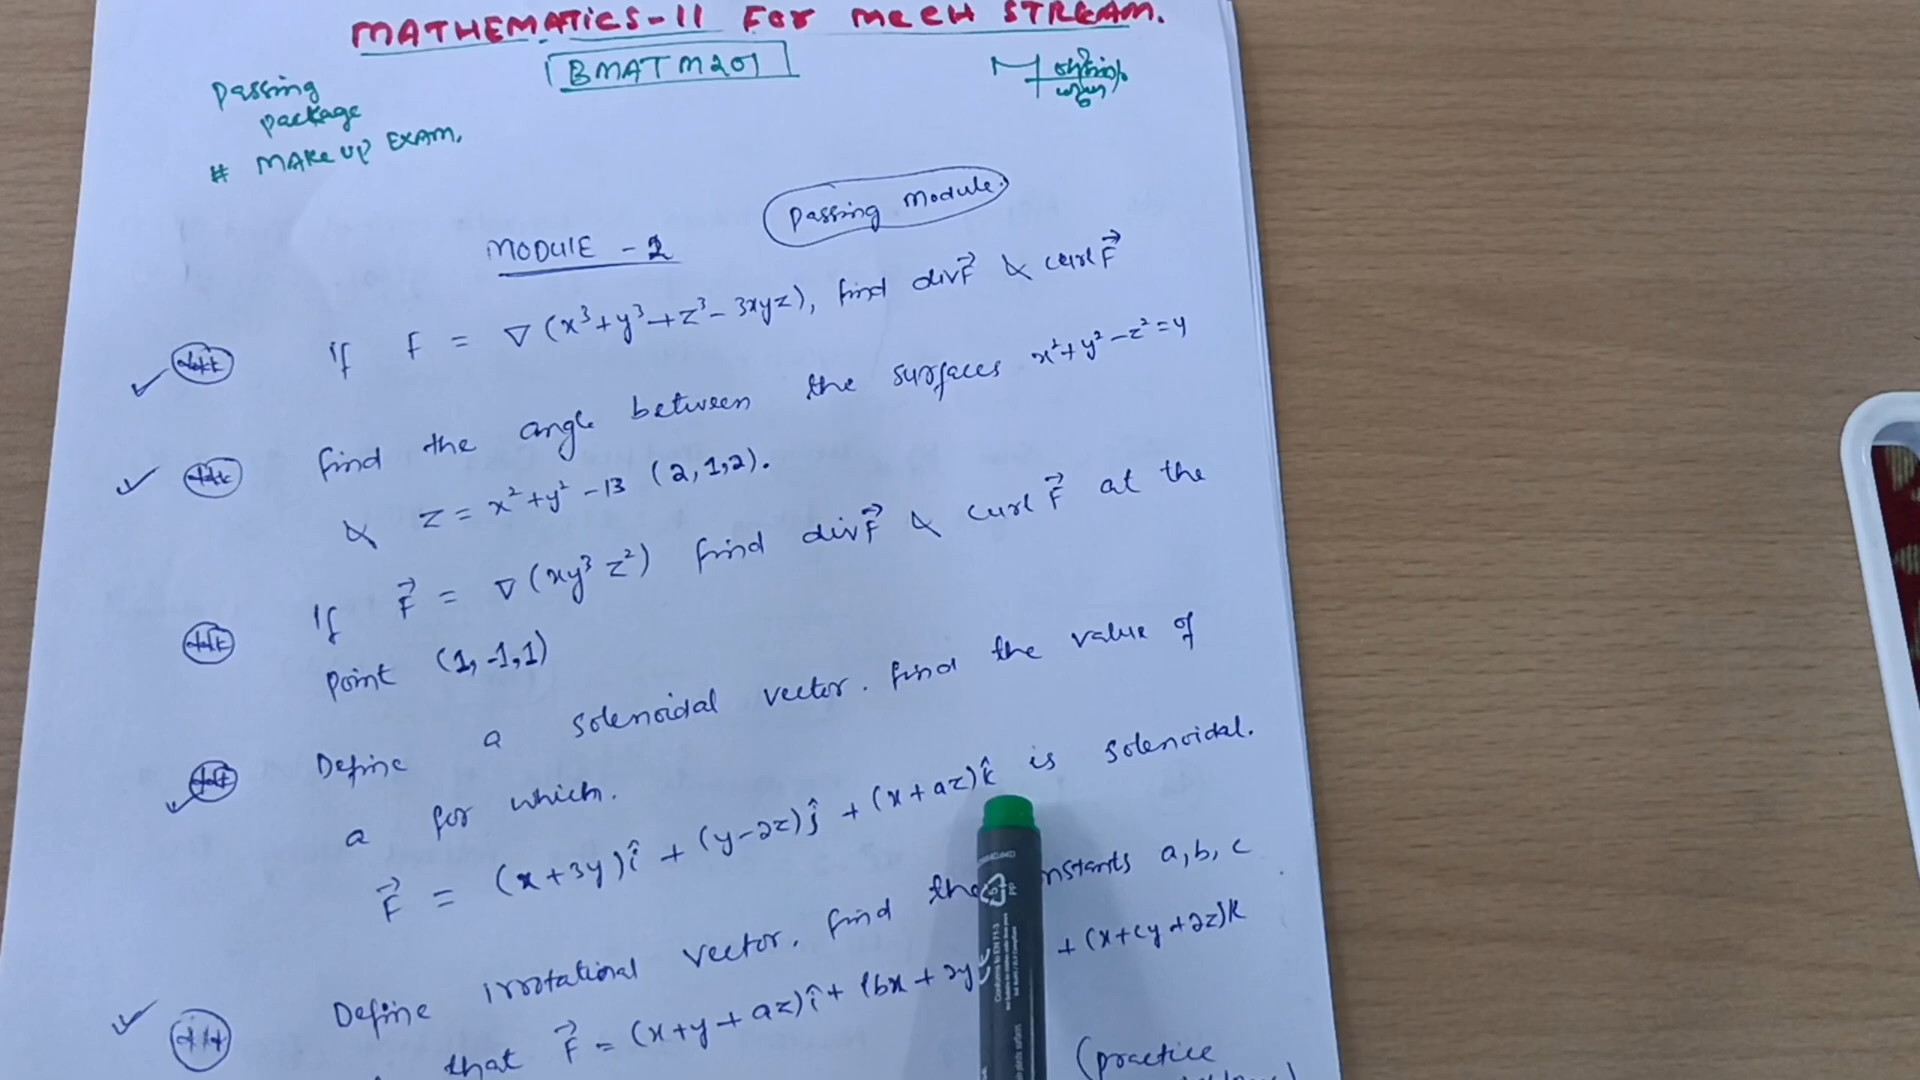 MATHEMATICS-II FOR MECH STREAM.
BMATM201
Passing
package
# MAKE UP EXAM.
Passing Module.
MODULE - 2
If F = ∇(x³+y³+z³-3xyz), find div F⃗ & curl F⃗
Find the angle between the surfaces x²+y²-z²=4
& z = x²+y²-13 (2,1,2).
If F⃗ = ∇(xy³z²) find div F⃗ & curl F⃗ at the
point (1,-1,1)
Define a solenoidal vector. find the value of
a for which.
F⃗ = (x+3y)î + (y-2z)ĵ + (x+az)k̂ is solenoidal.
Define irrotational vector. find the constants a, b, c
that F⃗ = (x+y+az)î + (bx+2y + (x+cy+2z)k
(practice